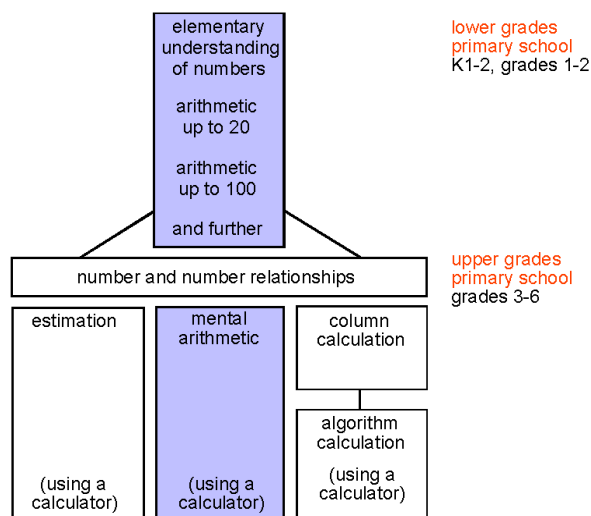 elementary
understanding
of numbers
arithmetic
up to 20
arithmetic
up to 100
and further
lower grades
primary school
K1-2, grades 1-2
number and number relationships
upper grades
primary school
grades 3-6
estimation
(using a
calculator)
mental
arithmetic
(using a
calculator)
column
calculation
algorithm
calculation
(using a
calculator)